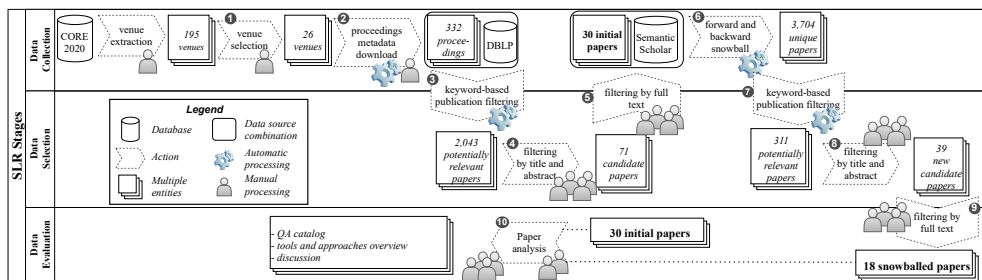 SLR Stages
Data
Collection
CORE
2020
venue
extraction
195
venues
1
venue
selection
26
venues
2
proceedings
metadata
download
332
procee-
dings
DBLP
30 initial papers
Semantic
Scholar
6
forward and
backward
snowball
3,704
unique
papers
Data
Selection
Legend
Database
Data source
combination
Action
Automatic
processing
Multiple
entities
Manual
processing
3
keyword-based
publication filtering
2,043
potentially
relevant
papers
4
filtering
by title and
abstract
71
candidate
papers
5
filtering by full
text
7
keyword-based
publication filtering
311
potentially
relevant
papers
8
filtering
by title and
abstract
39
new
candidate
papers
Data
Evaluation
9
filtering by
full text
18 snowballed papers
10
Paper
analysis
30 initial papers
- QA catalog
- tools and approaches overview
- discussion